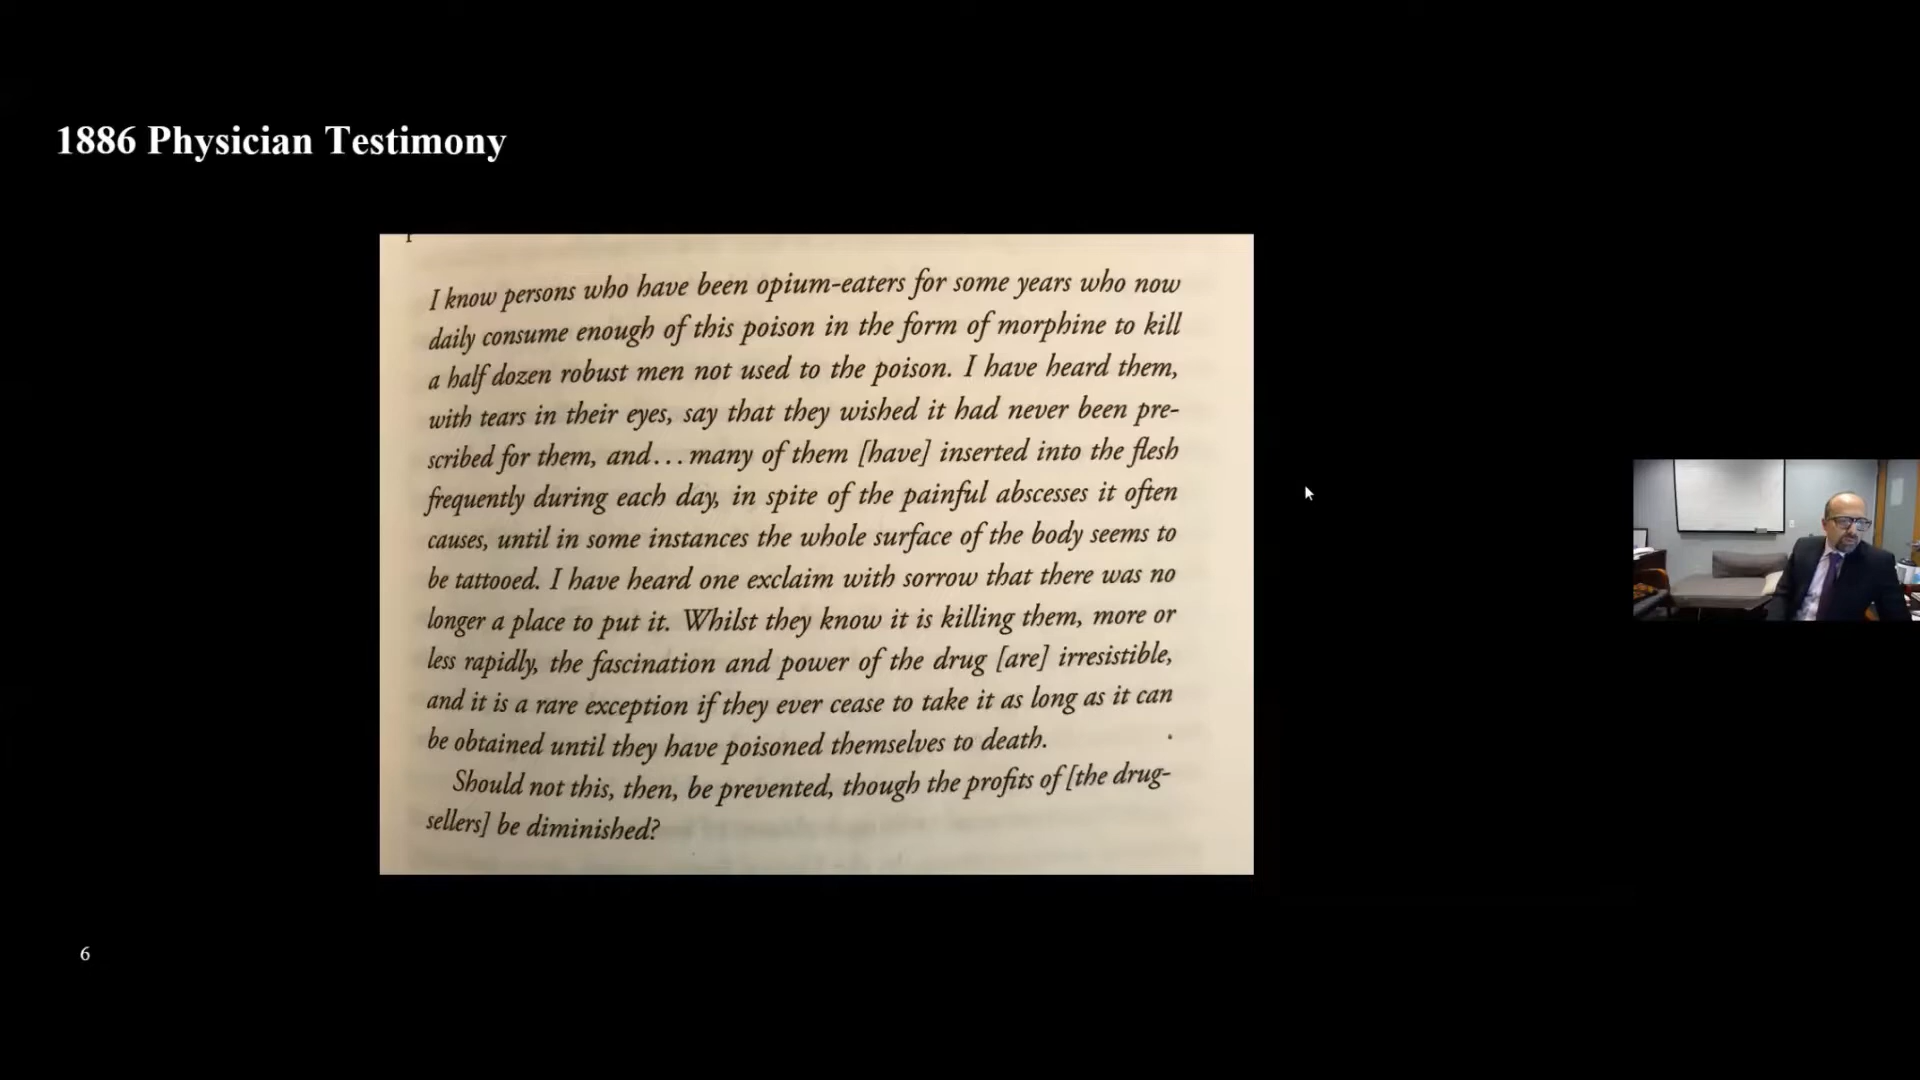 1886 Physician Testimony
I know persons who have been opium-eaters for some years who now
daily consume enough of this poison in the form of morphine to kill
a half dozen robust men not used to the poison. I have heard them,
with tears in their eyes, say that they wished it had never been pre-
scribed for them, and...many of them [have] inserted into the flesh
frequently during each day, in spite of the painful abscesses it often
causes, until in some instances the whole surface of the body seems to
be tattooed. I have heard one exclaim with sorrow that there was no
longer a place to put it. Whilst they know it is killing them, more or
less rapidly, the fascination and power of the drug [are] irresistible,
and it is a rare exception if they ever cease to take it as long as it can
be obtained until they have poisoned themselves to death.
Should not this, then, be prevented, though the profits of [the drug-
sellers] be diminished?
6